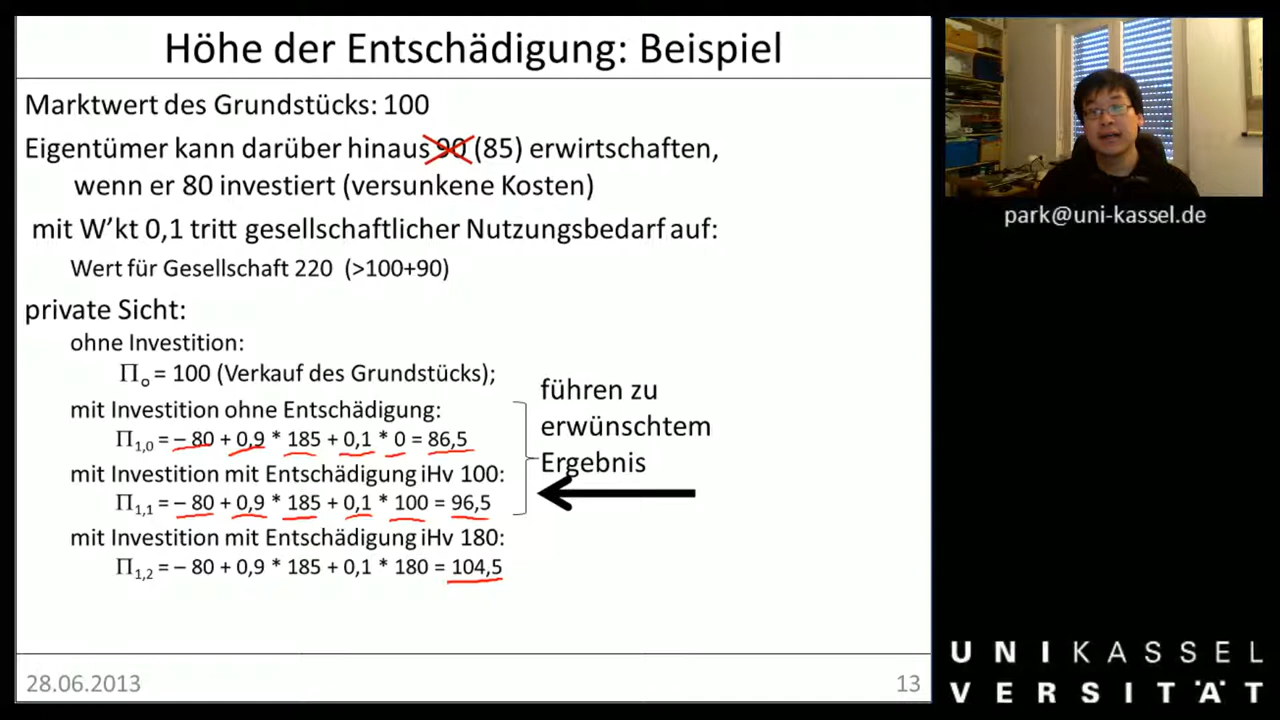 Höhe der Entschädigung: Beispiel
Marktwert des Grundstücks: 100
Eigentümer kann darüber hinaus 90 (85) erwirtschaften,
wenn er 80 investiert (versunkene Kosten)
mit W'kt 0,1 tritt gesellschaftlicher Nutzungsbedarf auf:
Wert für Gesellschaft 220 (>100+90)
private Sicht:
ohne Investition:
Π₀ = 100 (Verkauf des Grundstücks);
mit Investition ohne Entschädigung:
Π₁,₀ = – 80 + 0,9 * 185 + 0,1 * 0 = 86,5
mit Investition mit Entschädigung iHv 100:
Π₁,₁ = – 80 + 0,9 * 185 + 0,1 * 100 = 96,5
mit Investition mit Entschädigung iHv 180:
Π₁,₂ = – 80 + 0,9 * 185 + 0,1 * 180 = 104,5
führen zu
erwünschtem
Ergebnis
28.06.2013
13
park@uni-kassel.de
UNIKASSEL
VERSITÄT